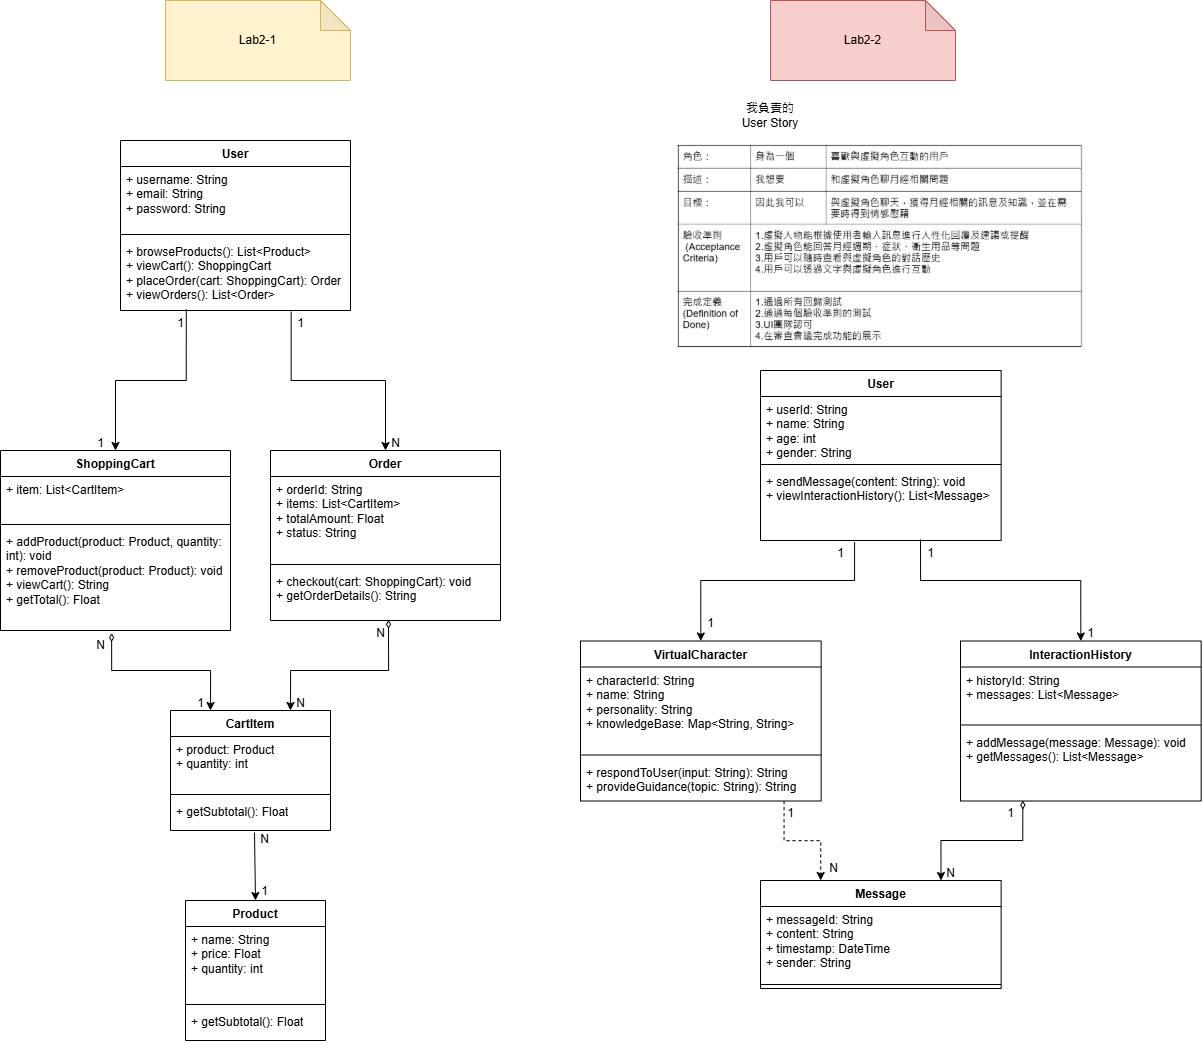 Lab2-1
User
+ username: String
+ email: String
+ password: String
+ browseProducts(): List<Product>
+ viewCart(): ShoppingCart
+ placeOrder(cart: ShoppingCart): Order
+ viewOrders(): List<Order>
1
1
1
N
ShoppingCart
+ item: List<CartItem>
+ addProduct(product: Product, quantity:
int): void
+ removeProduct(product: Product): void
+ viewCart(): String
+ getTotal(): Float
Order
+ orderId: String
+ items: List<CartItem>
+ totalAmount: Float
+ status: String
+ checkout(cart: ShoppingCart): void
+ getOrderDetails(): String
N
N
1
N
CartItem
+ product: Product
+ quantity: int
+ getSubtotal(): Float
N
1
Product
+ name: String
+ price: Float
+ quantity: int
+ getSubtotal(): Float
Lab2-2
我負責的
User Story
角色： 身為一個 喜歡與虛擬角色互動的用戶
描述： 我想要 和虛擬角色聊月經相關問題
目標： 因此我可以 與虛擬角色聊天，獲得月經相關的訊息及知識，並在需
要時得到情感慰藉
驗收準則
(Acceptance
Criteria)
1.虛擬人物能根據使用者輸人訊息進行人性化回覆及建議或提醒
2.虛擬角色能回答月經週期、症狀、衛生用品等問題
3.用戶可以隨時查看與虛擬角色的對話歷史
4.用戶可以透過文字與虛擬角色進行互動
完成定義
(Definition of
Done)
1.通過所有回歸測試
2.通過每個驗收準則的測試
3.UI團隊認可
4.在審查會議完成功能的展示
User
+ userId: String
+ name: String
+ age: int
+ gender: String
+ sendMessage(content: String): void
+ viewInteractionHistory(): List<Message>
1
1
1
1
VirtualCharacter
+ characterId: String
+ name: String
+ personality: String
+ knowledgeBase: Map<String, String>
+ respondToUser(input: String): String
+ provideGuidance(topic: String): String
InteractionHistory
+ historyId: String
+ messages: List<Message>
+ addMessage(message: Message): void
+ getMessages(): List<Message>
1
1
N
N
Message
+ messageId: String
+ content: String
+ timestamp: DateTime
+ sender: String